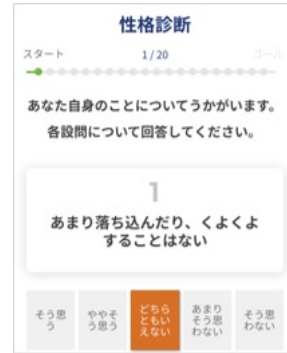 性格診断
スタート 1/20 ゴール
あなた自身のことについてうかがいます。
各設問について回答してください。
1
あまり落ち込んだり、くよくよ
することはない
そう思
う
ややそ
う思う
どちら
ともい
えない
あまり
そう思
わない
そう思
わない